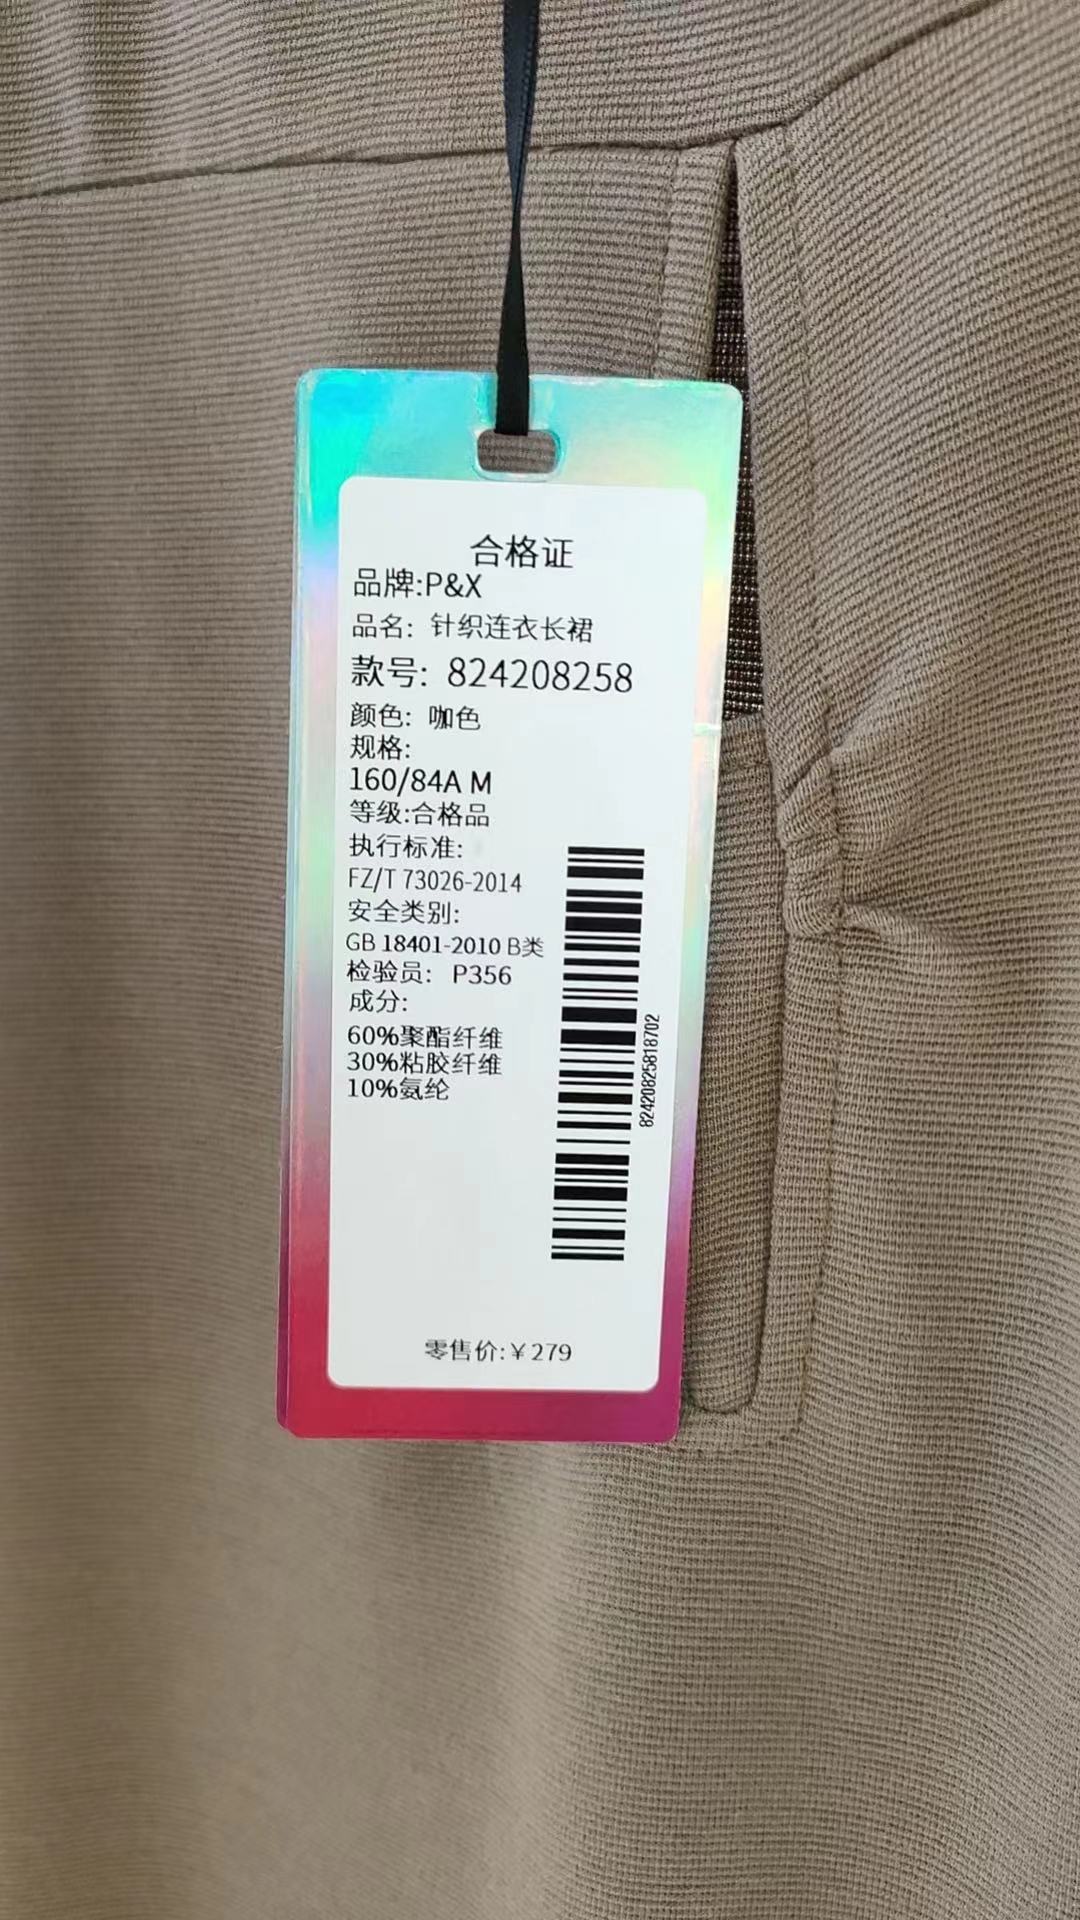 合格证
品牌:P&X
品名: 针织连衣长裙
款号: 824208258
颜色: 咖色
规格:
160/84A M
等级:合格品
执行标准:
FZ/T 73026-2014
安全类别:
GB 18401-2010 B类
检验员: P356
成分:
60%聚酯纤维
30%粘胶纤维
10%氨纶
82420825818702
零售价:￥279